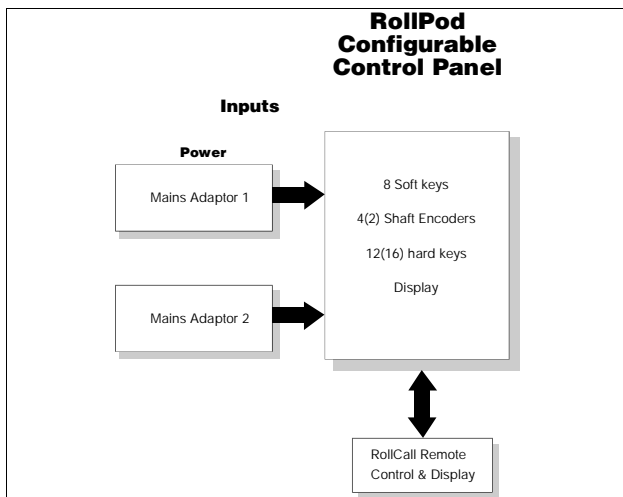 RollPod
Configurable
Control Panel
Inputs
Power
Mains Adaptor 1
8 Soft keys
4(2) Shaft Encoders
12(16) hard keys
Display
Mains Adaptor 2
RollCall Remote
Control & Display